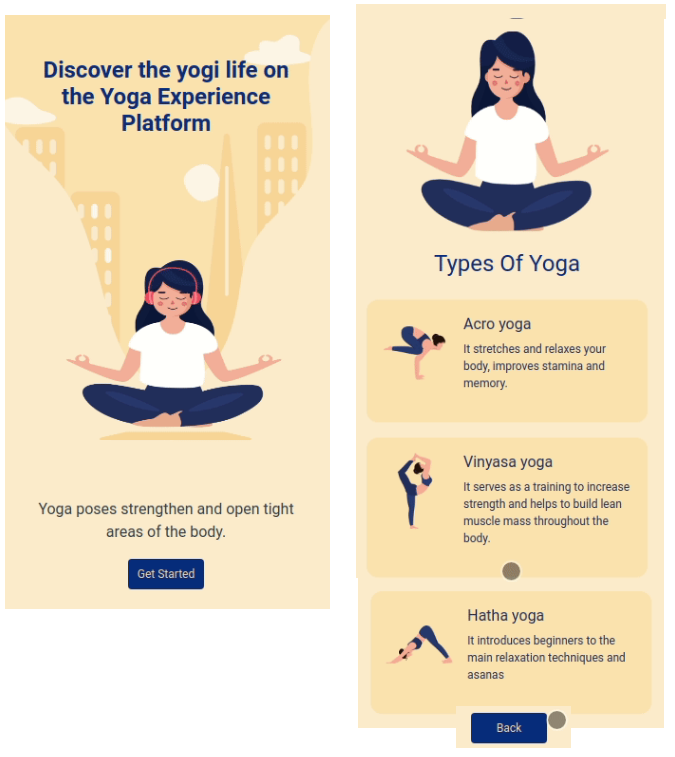 Discover the yogi life on
the Yoga Experience
Platform
Yoga poses strengthen and open tight
areas of the body.
Get Started
Types Of Yoga
Acro yoga
It stretches and relaxes your
body, improves stamina and
memory.
Vinyasa yoga
It serves as a training to increase
strength and helps to build lean
muscle mass throughout the
body.
Hatha yoga
It introduces beginners to the
main relaxation techniques and
asanas
Back